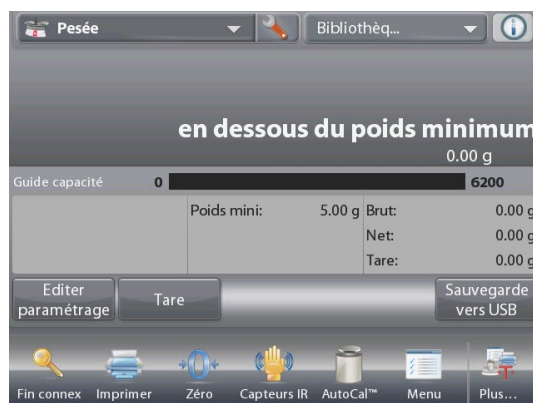 Pesée
Bibliothèq...
en dessous du poids minimum
0.00 g
Guide capacité 0 6200
Poids mini: 5.00 g Brut: 0.00 g
Net: 0.00 g
Tare: 0.00 g
Editer paramétrage
Tare
Sauvegarde vers USB
Fin connex Imprimer Zéro Capteurs IR AutoCal™ Menu Plus...